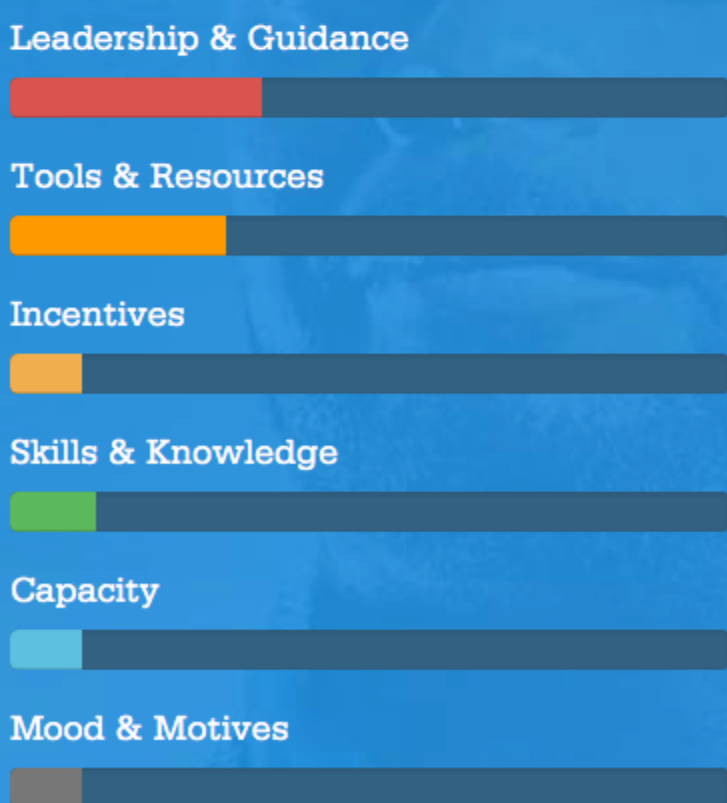 Leadership & Guidance
Tools & Resources
Incentives
Skills & Knowledge
Capacity
Mood & Motives